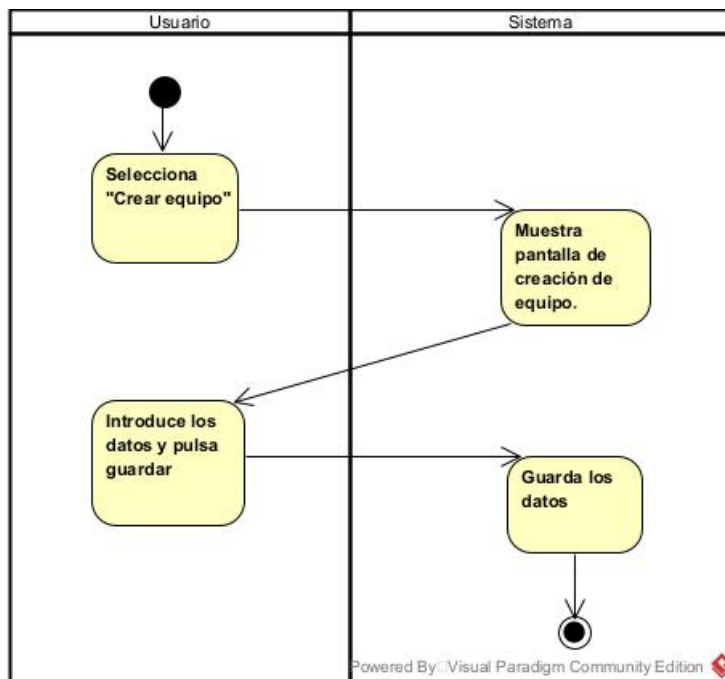 Usuario
Sistema
Selecciona
"Crear equipo"
Muestra
pantalla de
creación de
equipo.
Introduce los
datos y pulsa
guardar
Guarda los
datos
Powered By Visual Paradigm Community Edition